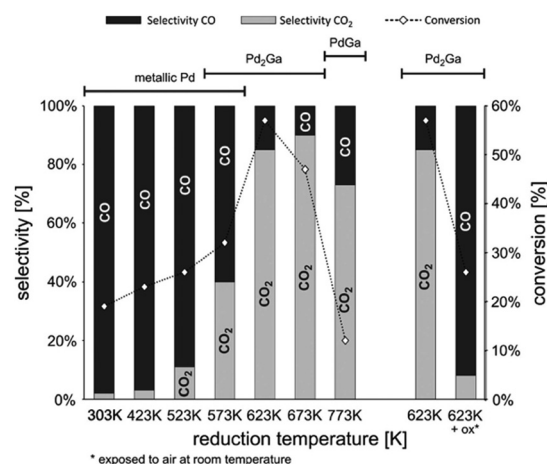 Selectivity CO Selectivity CO₂ Conversion
PdGa
Pd₂Ga Pd₂Ga
metallic Pd
100% 60%
80% 50%
60% 40%
40% 30%
20% 20%
0% 10%
0%
selectivity [%]
conversion [%]
CO CO CO CO CO CO CO
CO₂ CO₂ CO₂ CO₂ CO₂ CO₂
303K 423K 523K 573K 623K 673K 773K 623K 623K
+ ox*
reduction temperature [K]
* exposed to air at room temperature